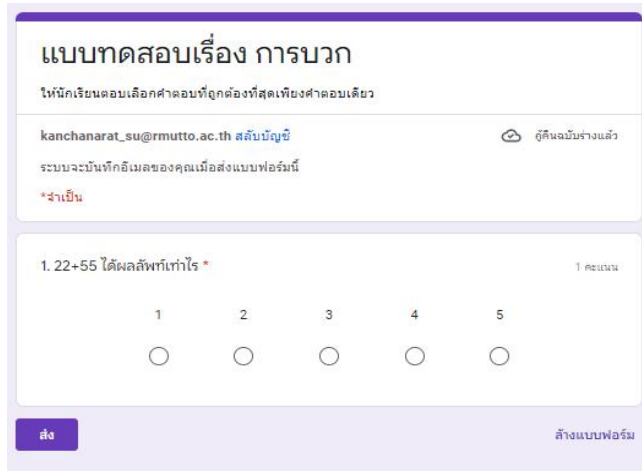 แบบทดสอบเรื่อง การบวก
ให้นักเรียนตอบเลือกคำตอบที่ถูกต้องที่สุดเพียงคำตอบเดียว
kanchanarat_su@rmutto.ac.th สลับบัญชี
กู้คืนฉบับร่างแล้ว
ระบบจะบันทึกอีเมลของคุณเมื่อส่งแบบฟอร์มนี้
*จำเป็น
1. 22+55 ได้ผลลัพท์เท่าไร *
1 คะแนน
1 2 3 4 5
ส่ง
ล้างแบบฟอร์ม